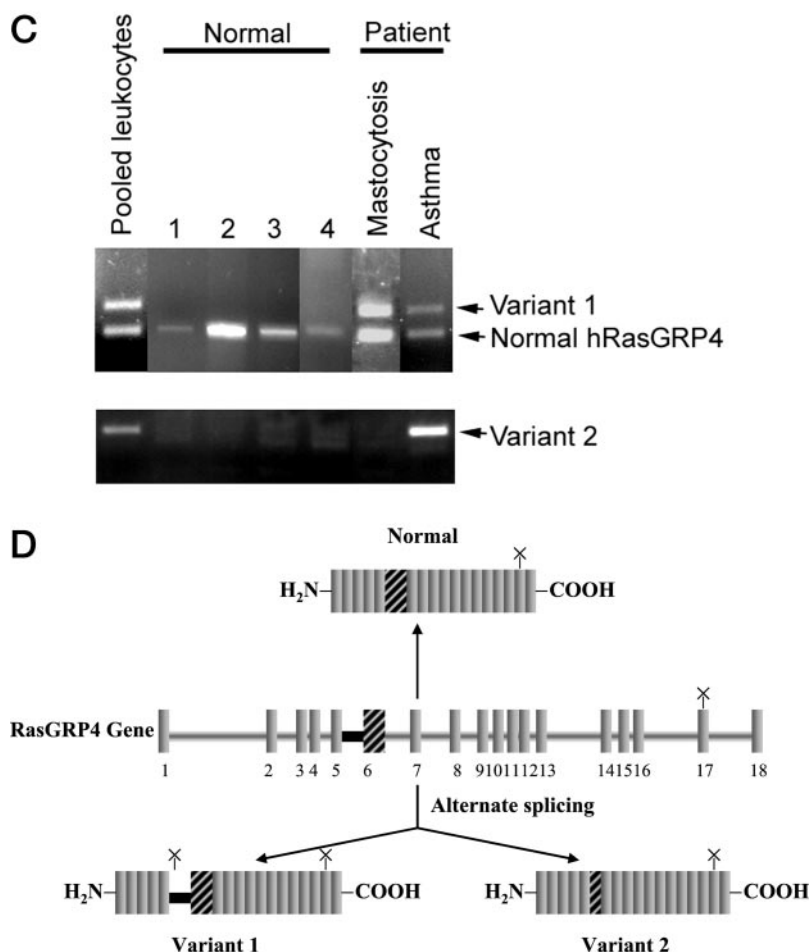 C
Normal
Patient
Pooled leukocytes
Mastocytosis
Asthma
1 2 3 4
Variant 1
Normal hRasGRP4
Variant 2
D
Normal
H₂N
COOH
RasGRP4 Gene
1 2 3 4 5 6 7 8 9 10 11 12 13 14 15 16 17 18
Alternate splicing
H₂N
COOH
H₂N
COOH
Variant 1
Variant 2